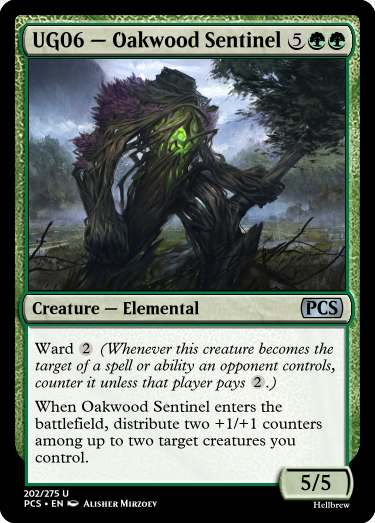 UG06 — Oakwood Sentinel 5
Creature — Elemental PCS
Ward 2 (Whenever this creature becomes the
target of a spell or ability an opponent controls,
counter it unless that player pays 2.)
When Oakwood Sentinel enters the
battlefield, distribute two +1/+1 counters
among up to two target creatures you
control.
5/5
202/275 U
PCS • EN Alisher Mirzoev
Hellbrew